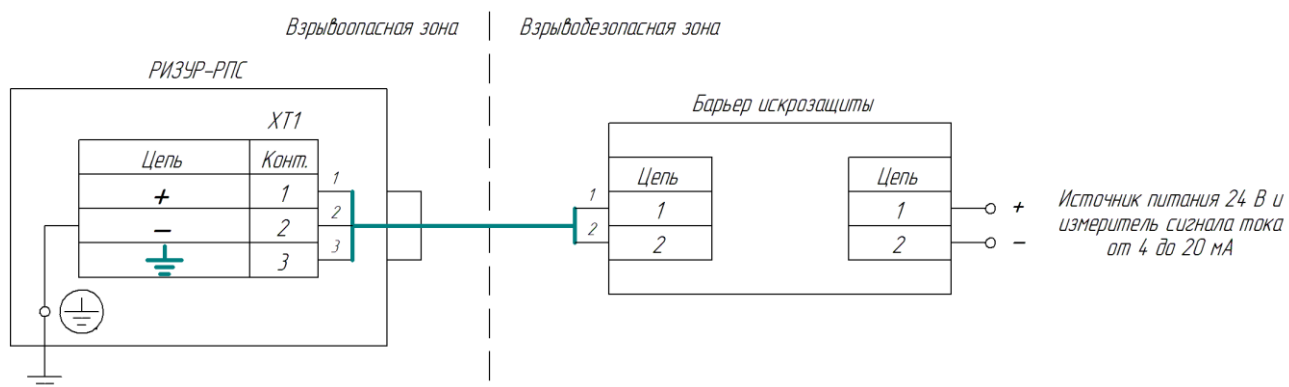 Взрывоопасная зона
Взрывобезопасная зона
РИЗУР-РПС
XT1
Цепь Конт.
+ 1 1
– 2 2
3 3
Барьер искрозащиты
Цепь
1 1
2 2
Цепь
1 +
2 –
Источник питания 24 В и
измеритель сигнала тока
от 4 до 20 мА